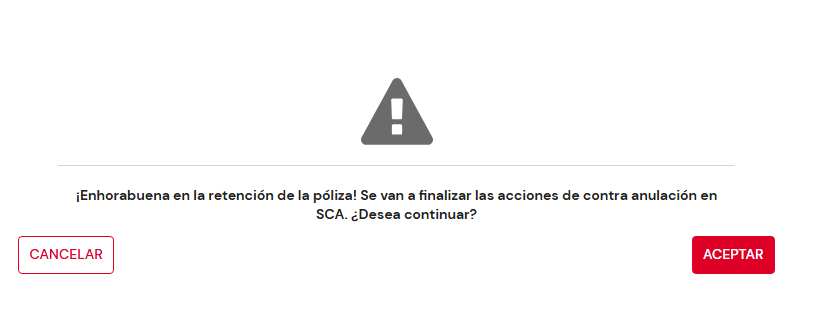 ¡Enhorabuena en la retención de la póliza! Se van a finalizar las acciones de contra anulación en
SCA. ¿Desea continuar?
CANCELAR
ACEPTAR